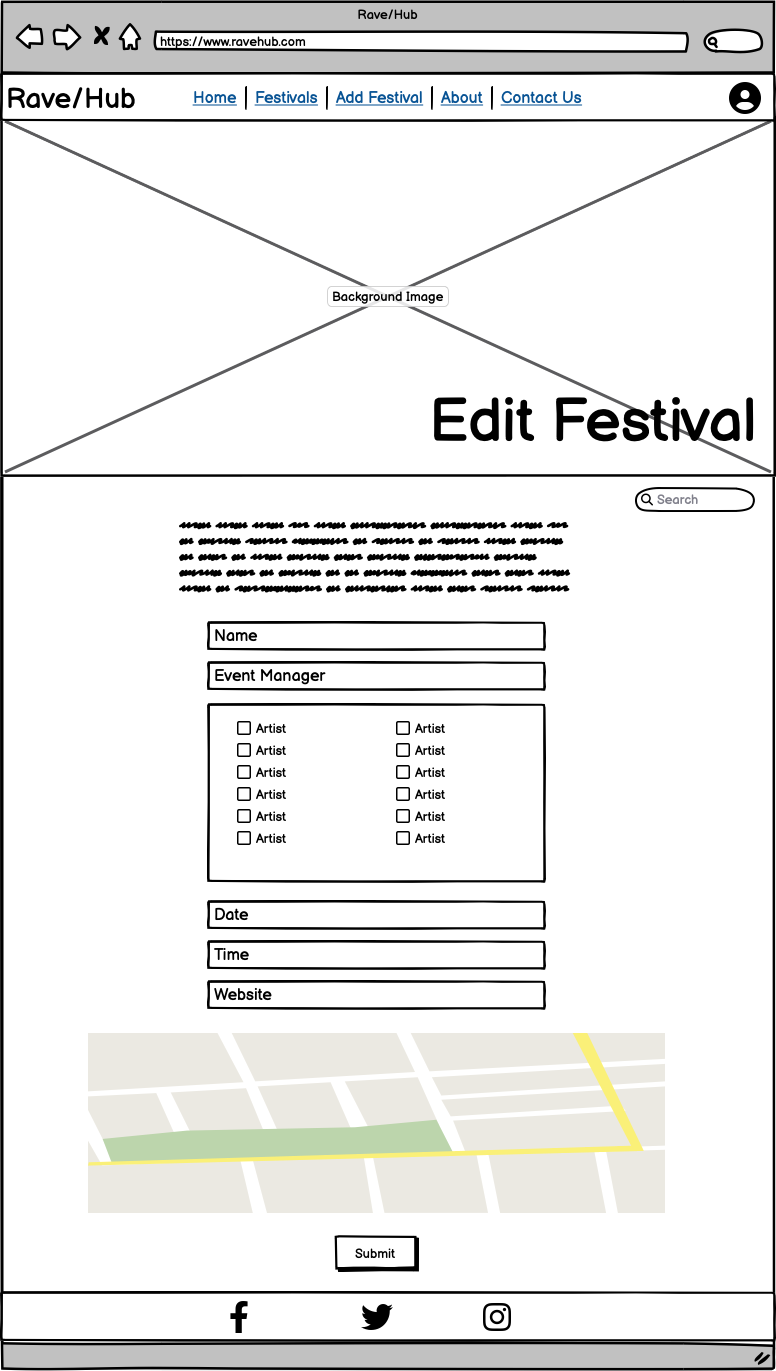 Rave/Hub
https://www.ravehub.com
Rave/Hub
Home | Festivals | Add Festival | About | Contact Us
Background Image
Edit Festival
Search
Name
Event Manager
Artist Artist
Artist Artist
Artist Artist
Artist Artist
Artist Artist
Artist Artist
Date
Time
Website
Submit